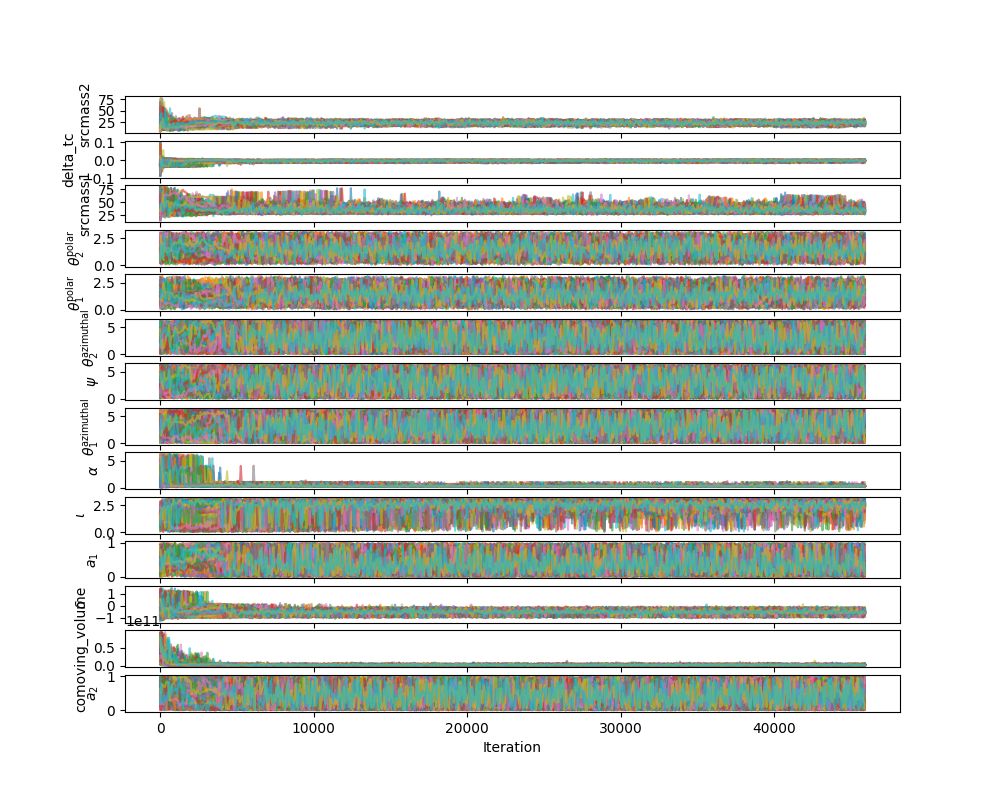 srcmass2
75
50
25
delta_tc
0.1
0.0
−0.1
srcmass1
75
50
25
θ₂^polar
2.5
0.0
θ₁^polar
2.5
0.0
θ₂^azimuthal
5
0
ψ
5
0
θ₁^azimuthal
5
0
α
5
0
ι
2.5
0.0
a₁
1
0
1
0
−1
1e11
comoving_volume
0.5
0.0
a₂
1
0
0 10000 20000 30000 40000
Iteration